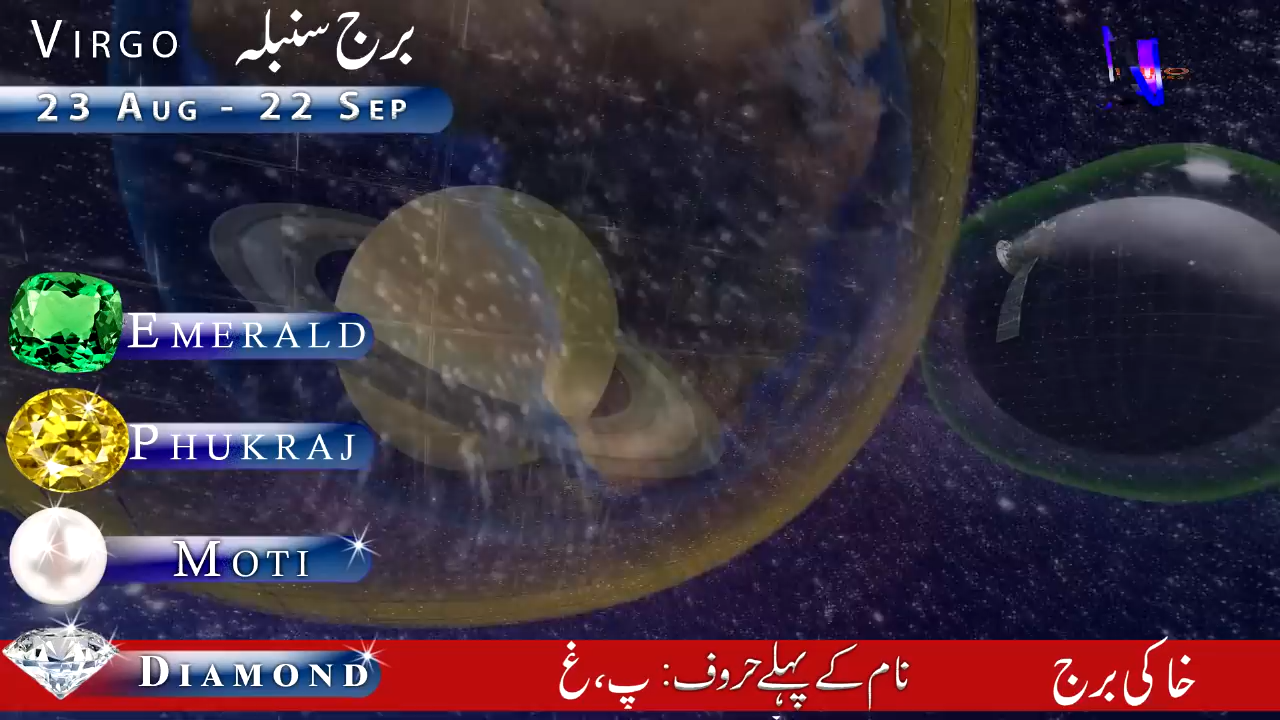 Virgo برج سنبلہ
23 Aug - 22 Sep
Emerald
Phukraj
Moti
Diamond
نام کے پہلے حروف: پ، غ
خاکی برج